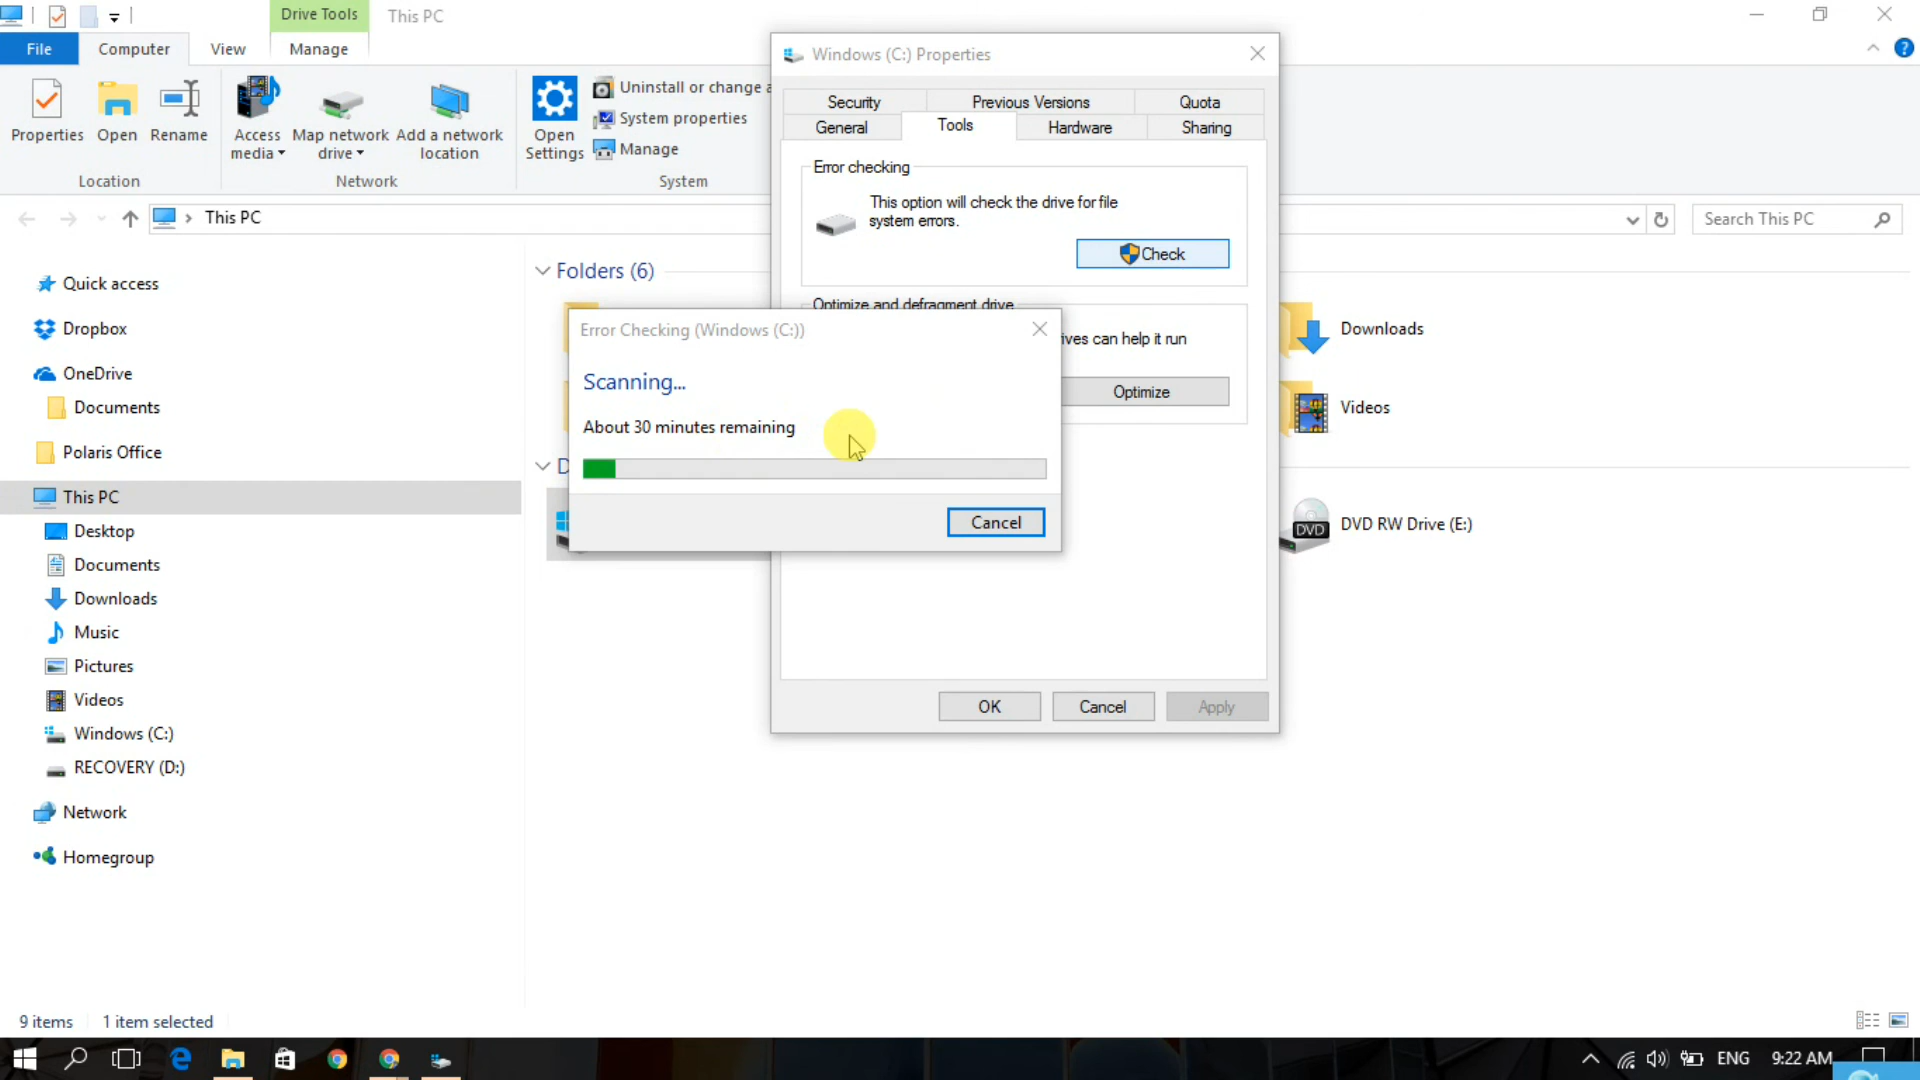 Drive Tools
This PC
File
Computer
View
Manage
Properties
Open
Rename
Access
media
Map network
drive
Add a network
location
Open
Settings
Uninstall or change a
System properties
Manage
Location
Network
System
This PC
Search This PC
Quick access
Dropbox
OneDrive
Documents
Polaris Office
This PC
Desktop
Documents
Downloads
Music
Pictures
Videos
Windows (C:)
RECOVERY (D:)
Network
Homegroup
Folders (6)
D
Downloads
Videos
DVD
DVD RW Drive (E:)
Windows (C:) Properties
Security
Previous Versions
Quota
General
Tools
Hardware
Sharing
Error checking
This option will check the drive for file
system errors.
Check
Optimize and defragment drive
ives can help it run
Optimize
OK
Cancel
Apply
Error Checking (Windows (C:))
Scanning...
About 30 minutes remaining
Cancel
9 items
1 item selected
ENG
9:22 AM